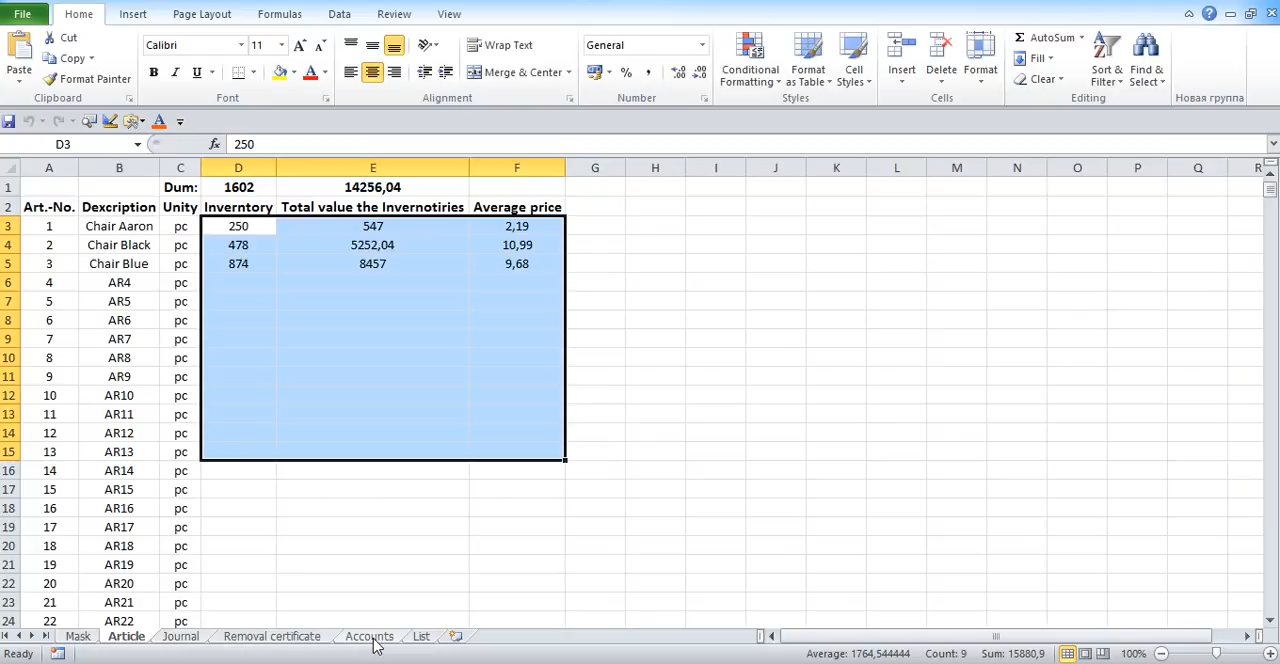 File Home Insert Page Layout Formulas Data Review View
Cut
Copy
Format Painter
Paste
Clipboard
Calibri 11 A A
B I U A
Font
Wrap Text
Merge & Center
Alignment
General
% , ,0 ,00 ,00 ,0
Number
Conditional Formatting
Format as Table
Cell Styles
Styles
Insert Delete Format
Cells
Σ AutoSum
Fill
Clear
Sort & Filter
Find & Select
Editing
Новая группа
D3 fx 250
A B C D E F G H I J K L M N O P Q R
1 Dum: 1602 14256,04
2 Art.-No. Dexcription Unity Inverntory Total value the Invernotiries Average price
3 1 Chair Aaron pc 250 547 2,19
4 2 Chair Black pc 478 5252,04 10,99
5 3 Chair Blue pc 874 8457 9,68
6 4 AR4 pc
7 5 AR5 pc
8 6 AR6 pc
9 7 AR7 pc
10 8 AR8 pc
11 9 AR9 pc
12 10 AR10 pc
13 11 AR11 pc
14 12 AR12 pc
15 13 AR13 pc
16 14 AR14 pc
17 15 AR15 pc
18 16 AR16 pc
19 17 AR17 pc
20 18 AR18 pc
21 19 AR19 pc
22 20 AR20 pc
23 21 AR21 pc
24 22 AR22 pc
Mask Article Journal Removal certificate Accounts List
Ready Average: 1764,544444 Count: 9 Sum: 15880,9 100%